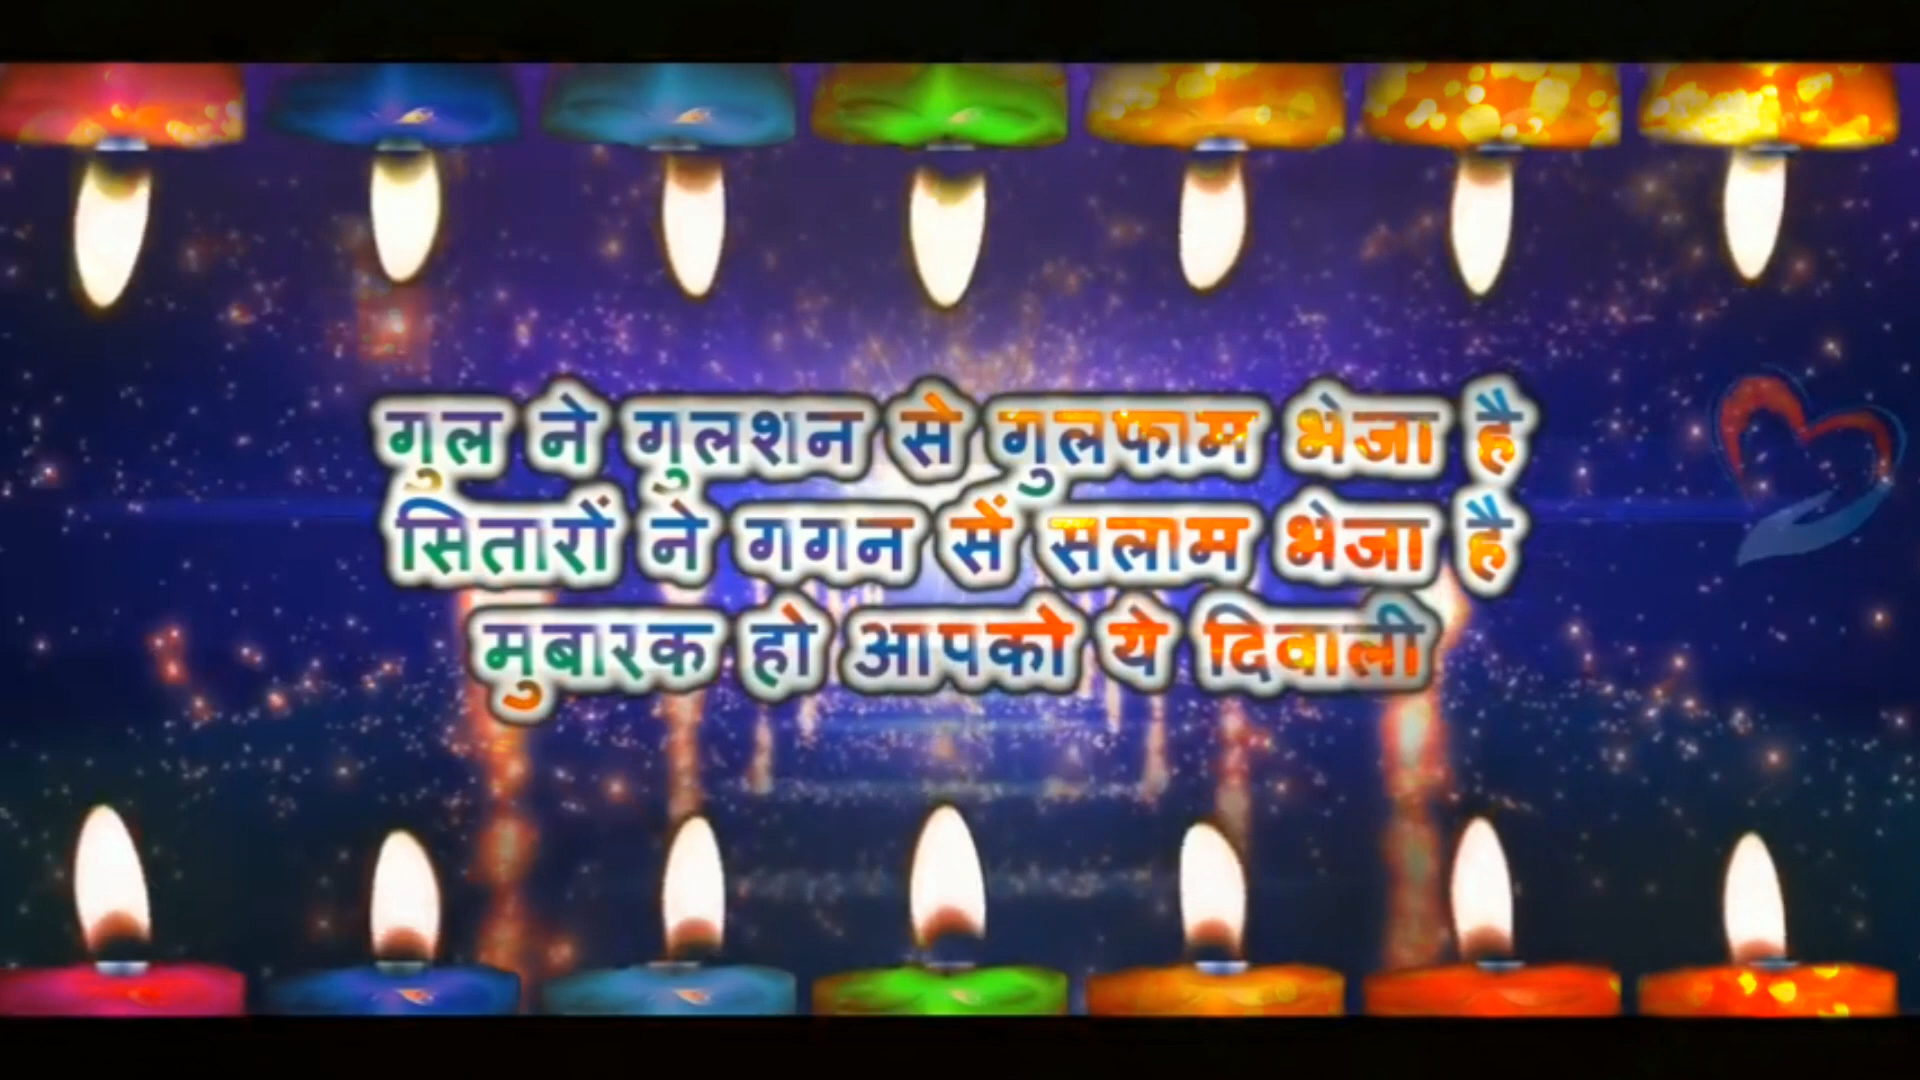 गुल ने गुलशन से गुलफाम भेजा है
सितारों ने गगन सें सलाम भेजा है
मुबारक हो आपको ये दिवाली